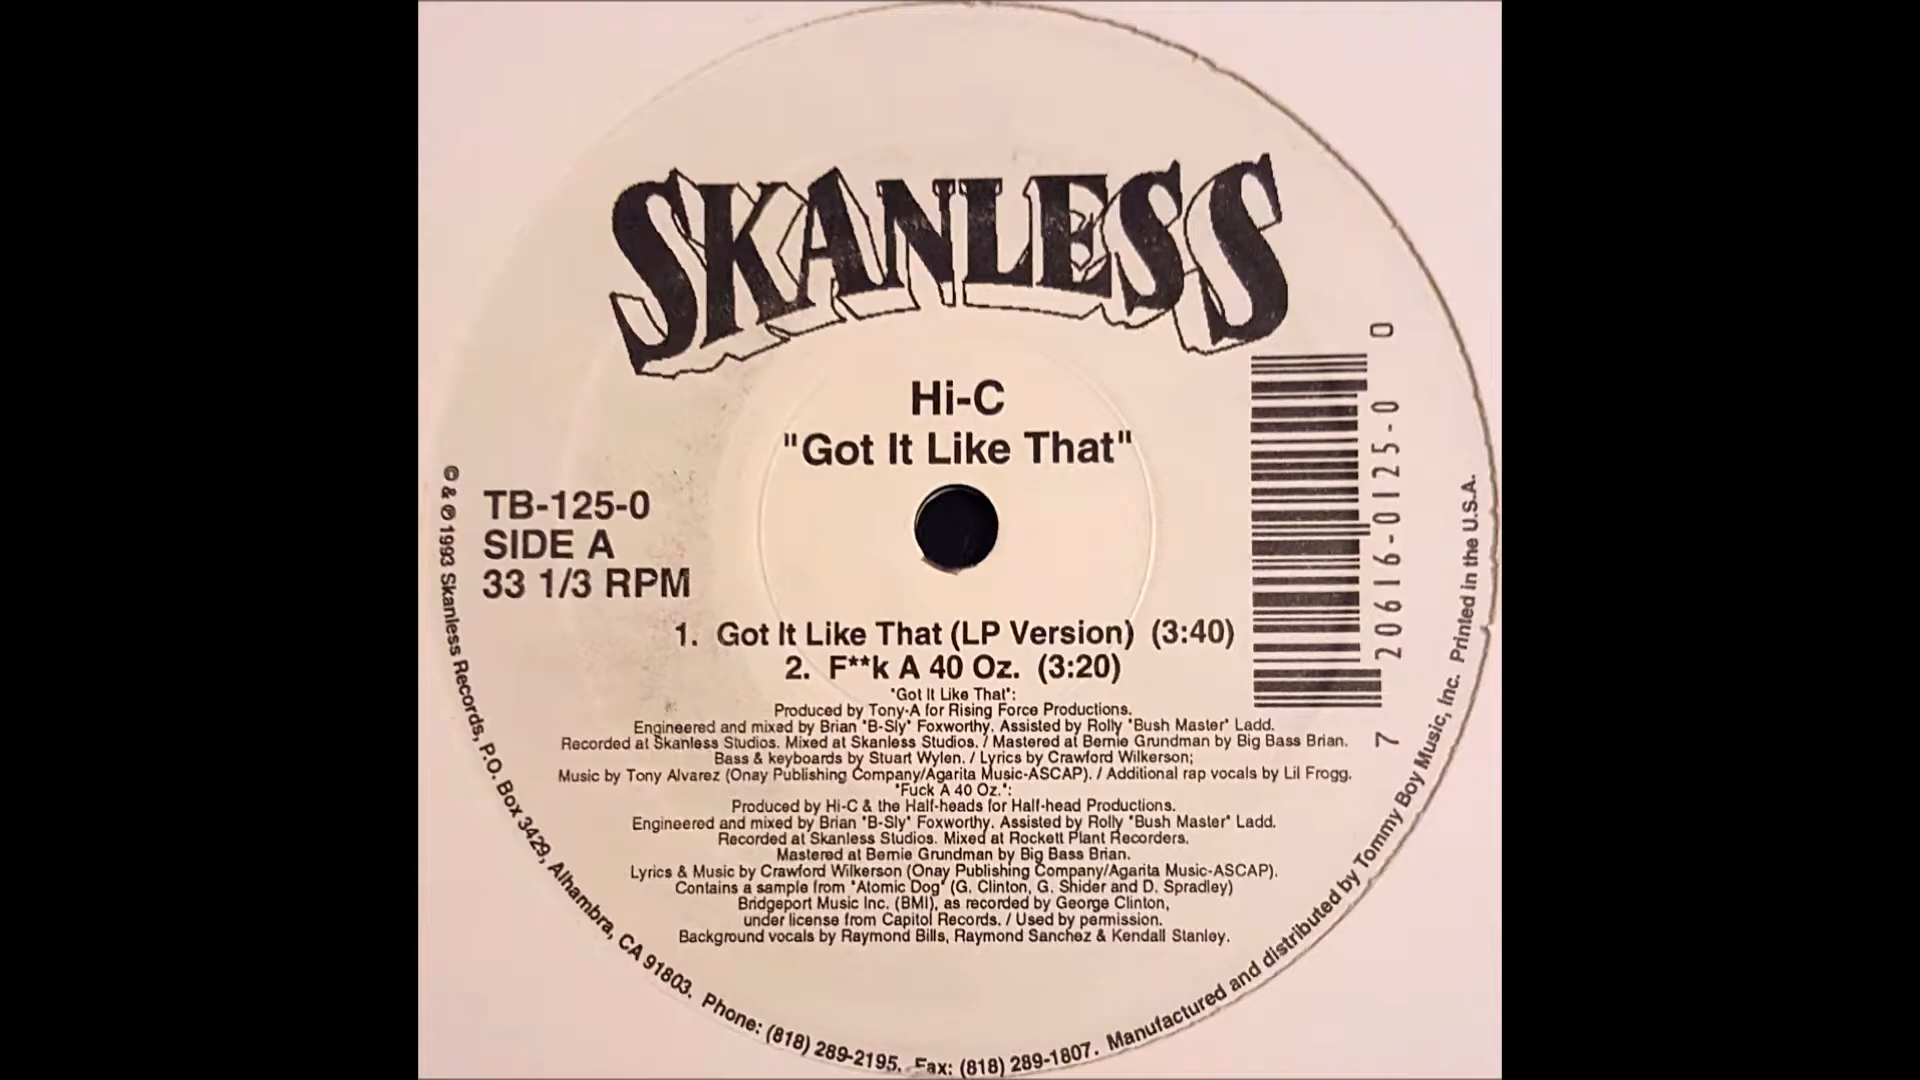 SKANLESS
Hi-C
"Got It Like That"
TB-125-0
SIDE A
33 1/3 RPM
1. Got It Like That (LP Version) (3:40)
2. F**k A 40 Oz. (3:20)
"Got It Like That":
Produced by Tony-A for Rising Force Productions.
Engineered and mixed by Brian "B-Sly" Foxworthy. Assisted by Rolly "Bush Master" Ladd.
Recorded at Skanless Studios. Mixed at Skanless Studios. / Mastered at Bernie Grundman by Big Bass Brian.
Bass & keyboards by Stuart Wylen. / Lyrics by Crawford Wilkerson;
Music by Tony Alvarez (Onay Publishing Company/Agarita Music-ASCAP). / Additional rap vocals by Lil Frogg.
"Fuck A 40 Oz.":
Produced by Hi-C & the Half-heads for Half-head Productions.
Engineered and mixed by Brian "B-Sly" Foxworthy. Assisted by Rolly "Bush Master" Ladd.
Recorded at Skanless Studios. Mixed at Rockett Plant Recorders.
Mastered at Bernie Grundman by Big Bass Brian.
Lyrics & Music by Crawford Wilkerson (Onay Publishing Company/Agarita Music-ASCAP).
Contains a sample from "Atomic Dog" (G. Clinton, G. Shider and D. Spradley)
Bridgeport Music Inc. (BMI), as recorded by George Clinton,
under license from Capitol Records. / Used by permission.
Background vocals by Raymond Bills, Raymond Sanchez & Kendall Stanley.
7 20616-0125-0 0
© & ℗ 1993 Skanless Records, P.O. Box 3429, Alhambra, CA 91803. Phone: (818) 289-2195. Fax: (818) 289-1807. Manufactured and distributed by Tommy Boy Music, Inc. Printed in the U.S.A.